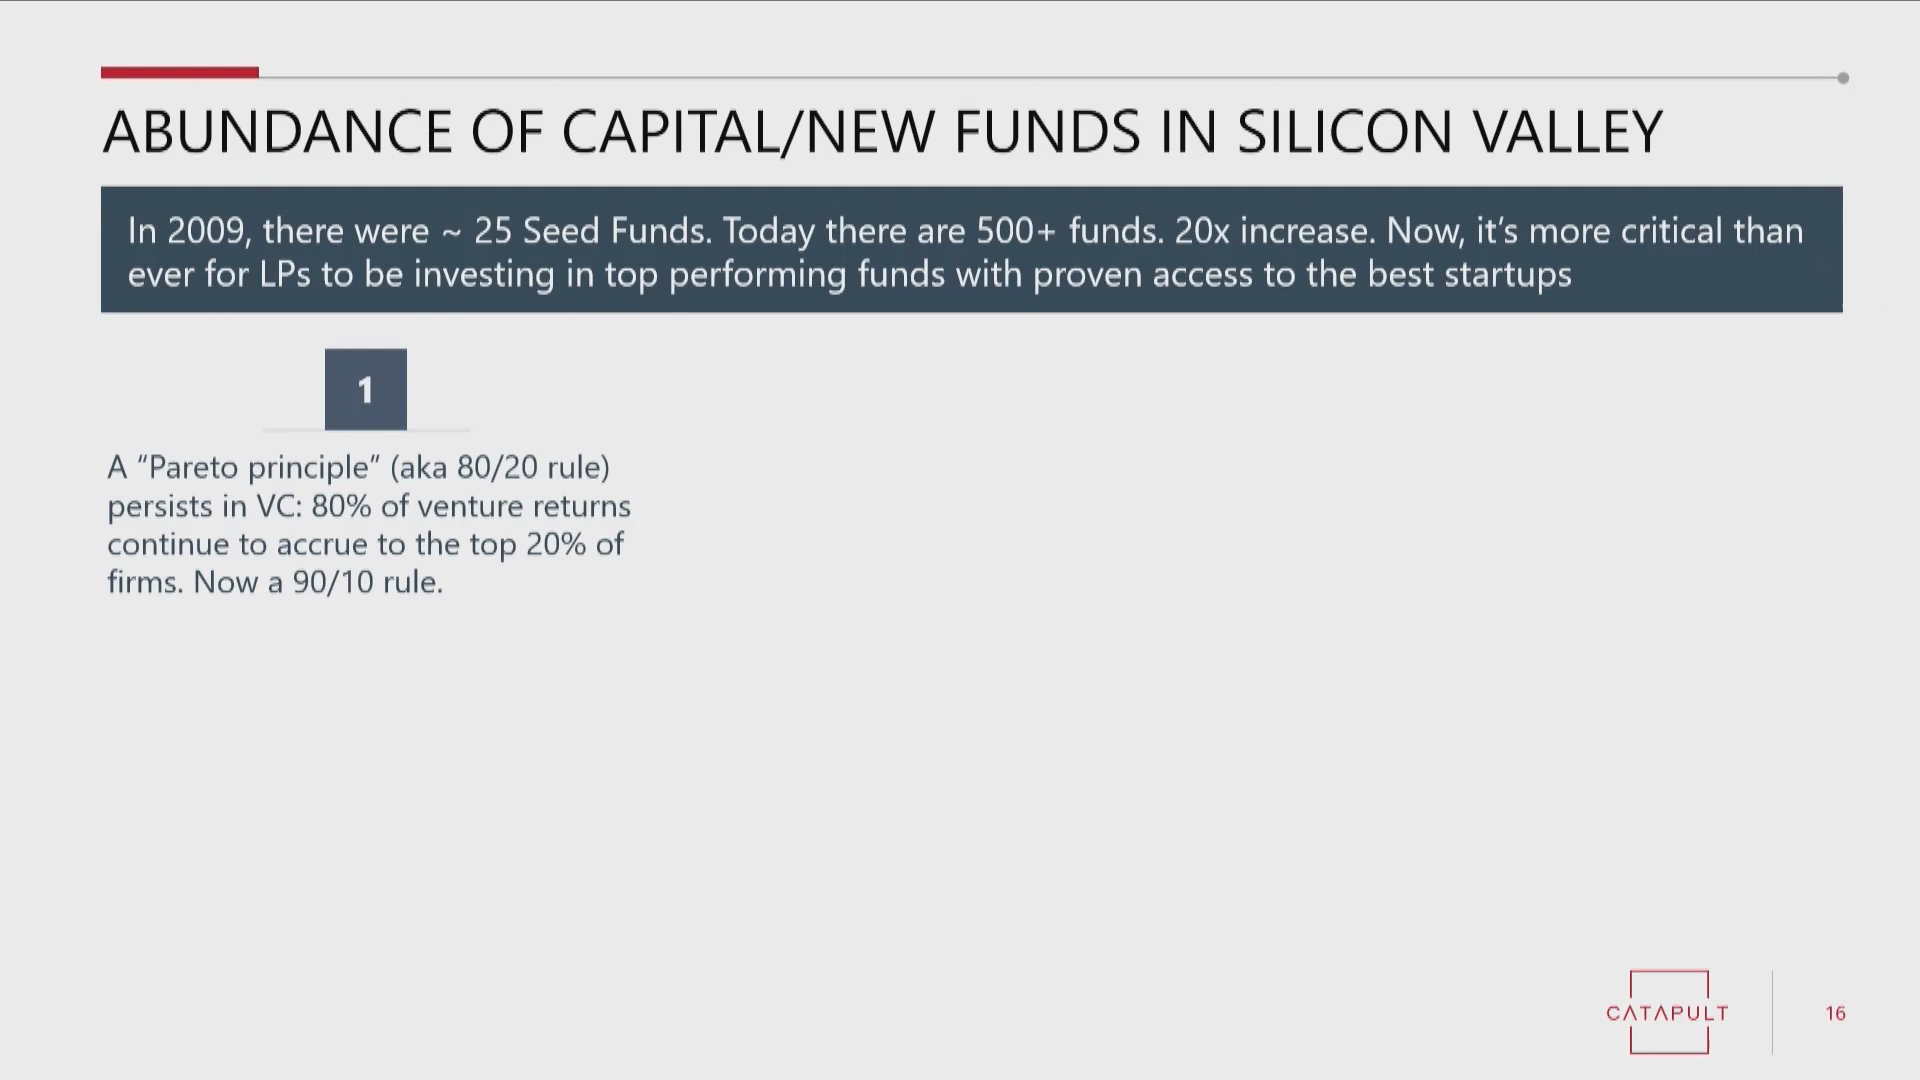 ABUNDANCE OF CAPITAL/NEW FUNDS IN SILICON VALLEY
In 2009, there were ~ 25 Seed Funds. Today there are 500+ funds. 20x increase. Now, it’s more critical than
ever for LPs to be investing in top performing funds with proven access to the best startups
1
A “Pareto principle” (aka 80/20 rule)
persists in VC: 80% of venture returns
continue to accrue to the top 20% of
firms. Now a 90/10 rule.
CATAPULT
16